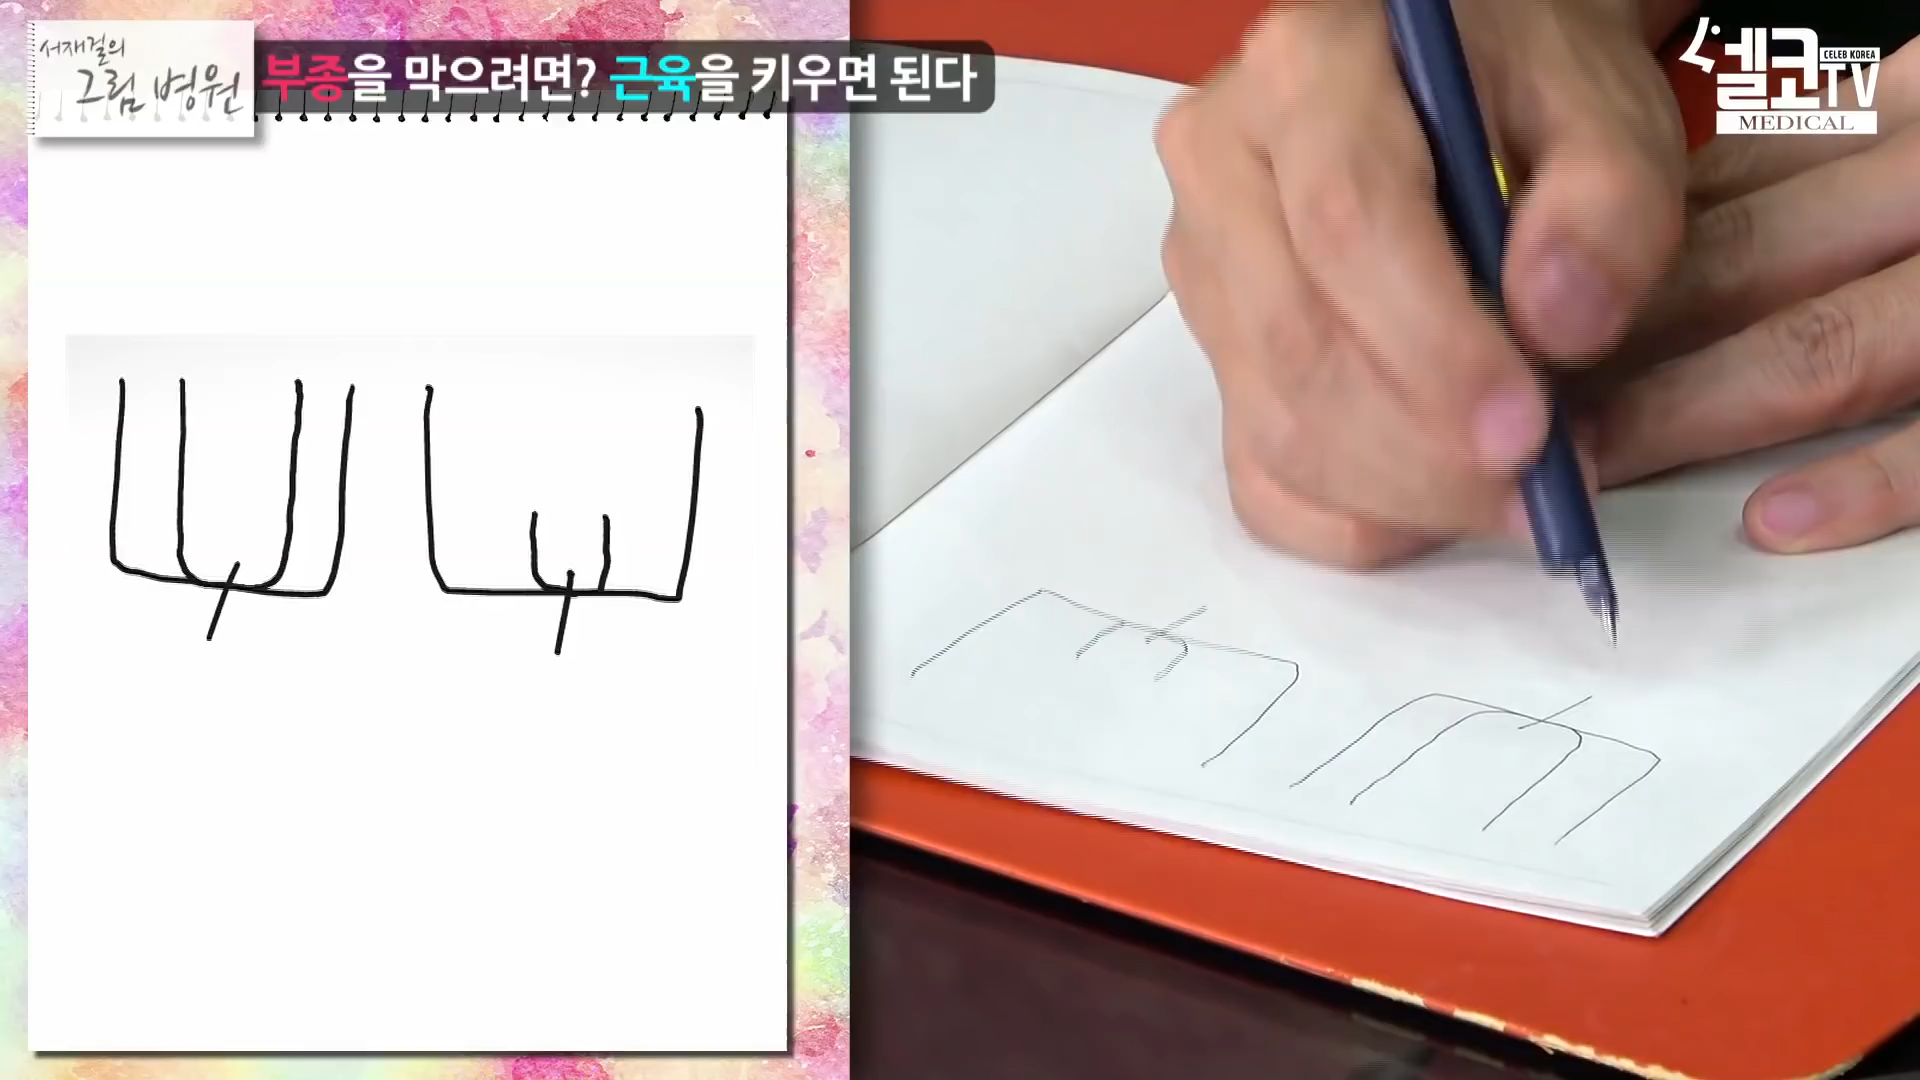 서재걸의
그림 병원
부종을 막으려면? 근육을 키우면 된다
셀코TV
CELEB KOREA
MEDICAL